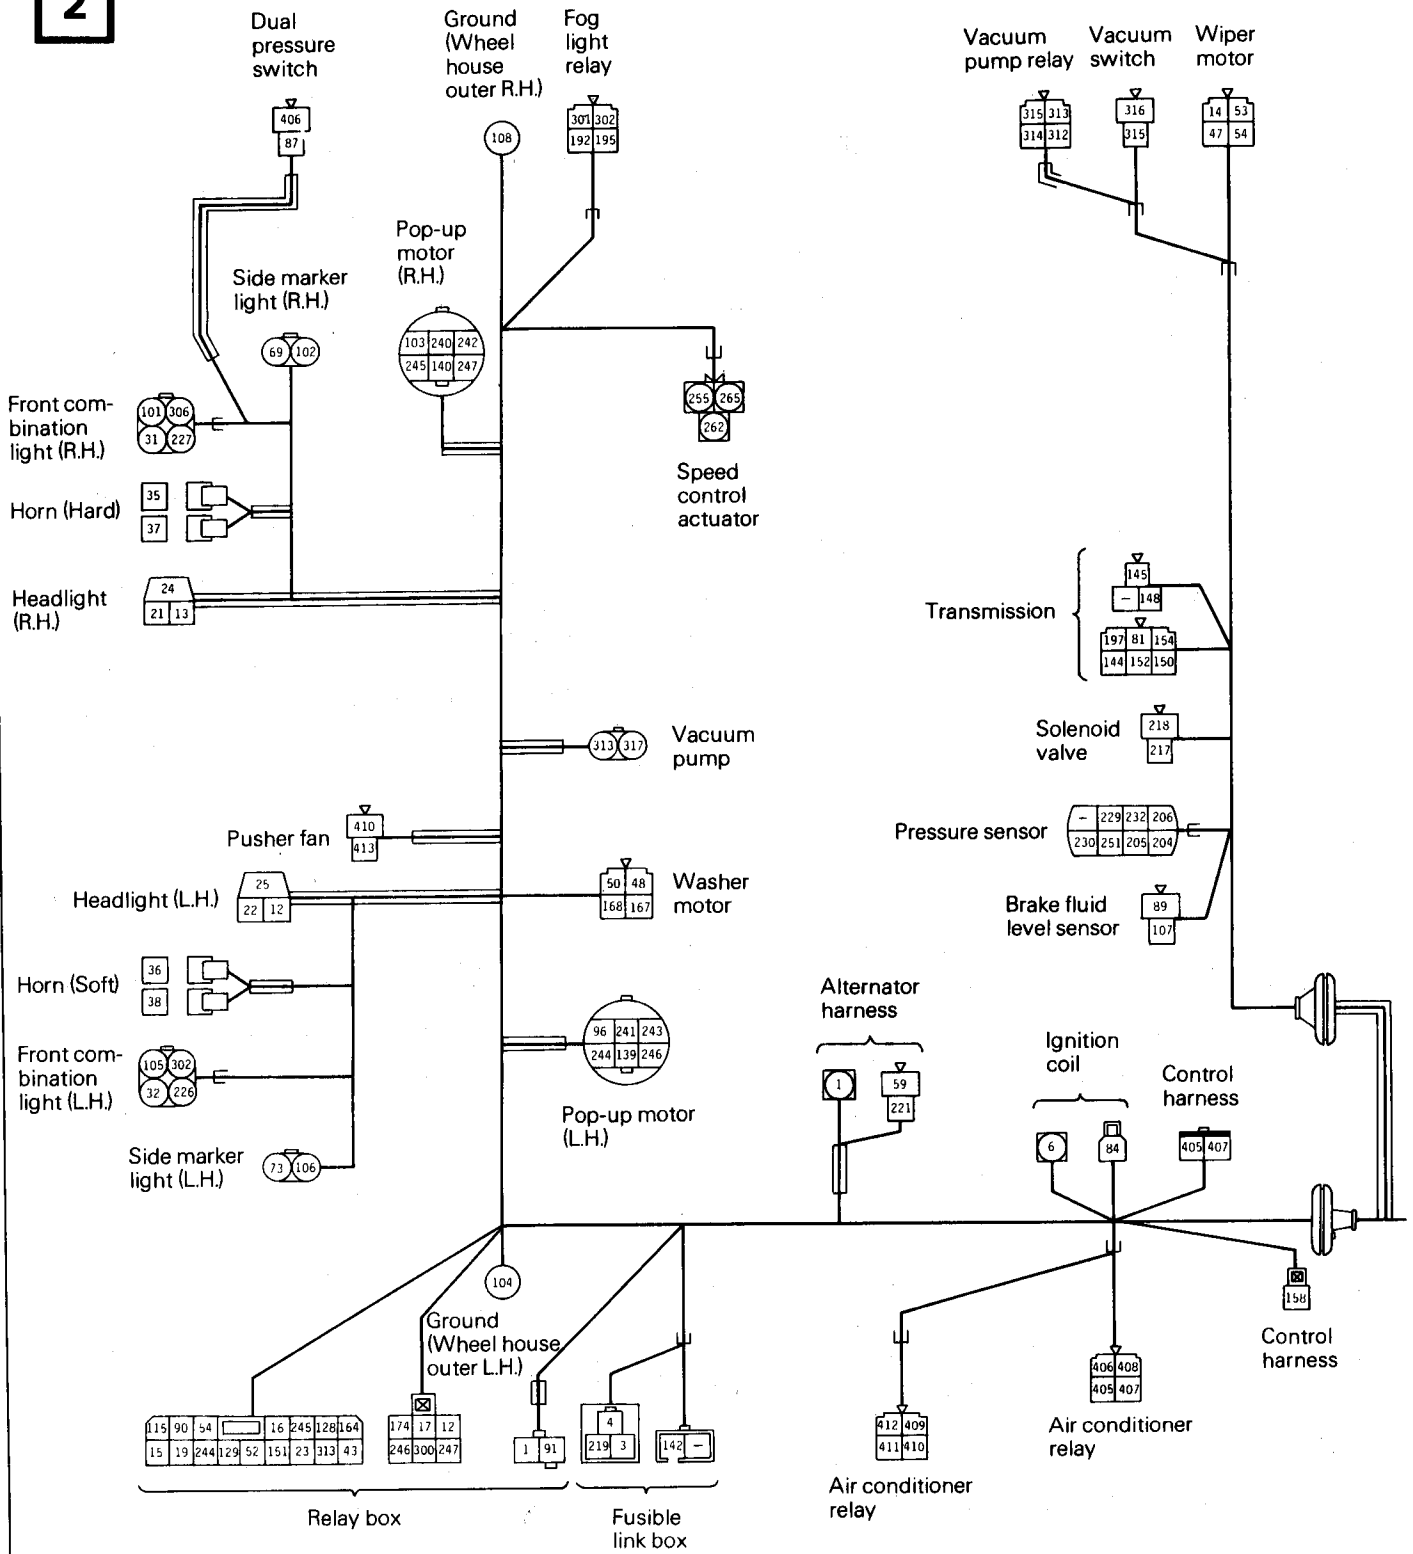 2
Dual
pressure
switch
406
87
Ground
(Wheel
house
outer R.H.)
108
Fog
light
relay
301 302
192 195
Vacuum
pump relay
315 313
314 312
Vacuum
switch
316
315
Wiper
motor
14 53
47 54
Pop-up
motor
(R.H.)
103 240 242
245 140 247
Side marker
light (R.H.)
69 102
Front com-
bination
light (R.H.)
101 306
31 227
255 265
262
Speed
control
actuator
Horn (Hard)
35
37
Headlight
(R.H.)
24
21 13
Transmission
145
– 148
197 81 154
144 152 150
Vacuum
pump
313 317
Solenoid
valve
218
217
Pusher fan
410
413
Pressure sensor
– 229 232 206
230 251 205 204
Headlight (L.H.)
25
22 12
50 48
168 167
Washer
motor
Brake fluid
level sensor
89
107
Horn (Soft)
36
38
96 241 243
244 139 246
Pop-up motor
(L.H.)
Alternator
harness
1
59
221
Ignition
coil
6
84
Control
harness
405 407
Front com-
bination
light (L.H.)
105 302
32 226
Side marker
light (L.H.)
73 106
104
Ground
(Wheel house
outer L.H.)
158
Control
harness
115 90 54 16 245 128 164
15 19 244 129 52 151 23 313 43
174 17 12
246 300 247
1 91
Relay box
4
219 3
142 –
Fusible
link box
412 409
411 410
Air conditioner
relay
406 408
405 407
Air conditioner
relay